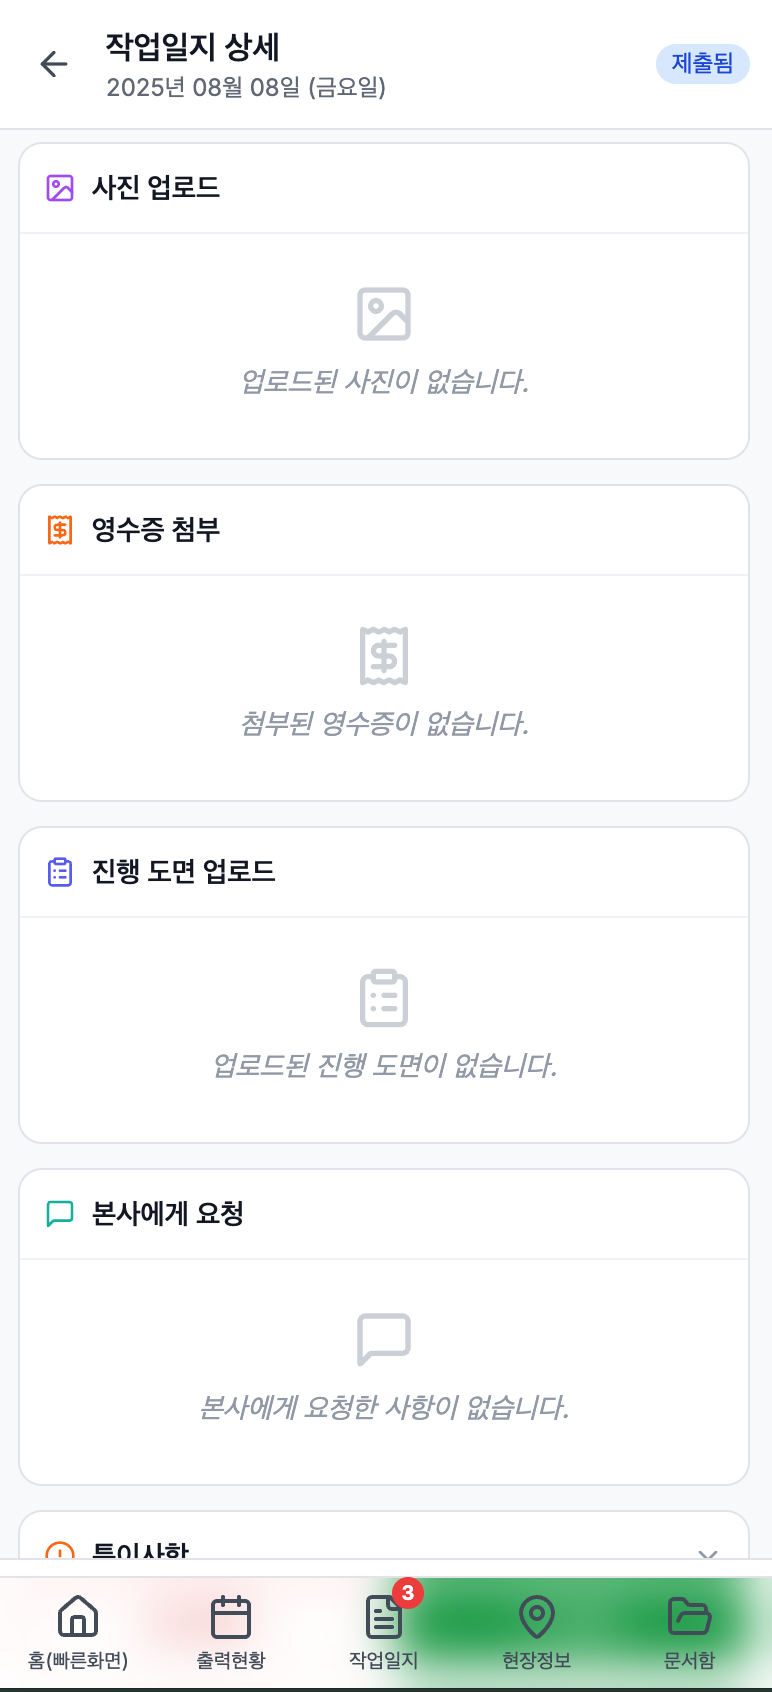 작업일지 상세
2025년 08월 08일 (금요일)
제출됨
사진 업로드
업로드된 사진이 없습니다.
영수증 첨부
첨부된 영수증이 없습니다.
진행 도면 업로드
업로드된 진행 도면이 없습니다.
본사에게 요청
본사에게 요청한 사항이 없습니다.
특이사항
3
홈(빠른화면)
출력현황
작업일지
현장정보
문서함